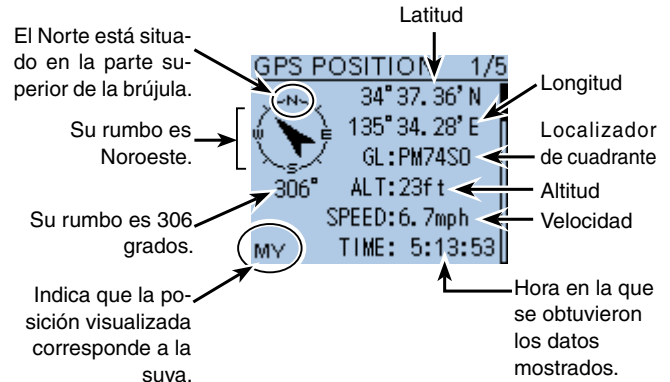 Latitud
El Norte está situa-
do en la parte su-
perior de la brújula.
Su rumbo es
Noroeste.
Su rumbo es 306
grados.
Indica que la po-
sición visualizada
corresponde a la
suya.
GPS POSITION 1/5
N
W
E
S
34°37.36'N
135°34.28'E
GL:PM74SO
306°
ALT:23ft
SPEED:6.7mph
MY
TIME: 5:13:53
Longitud
Localizador
de cuadrante
Altitud
Velocidad
Hora en la que
se obtuvieron
los datos
mostrados.